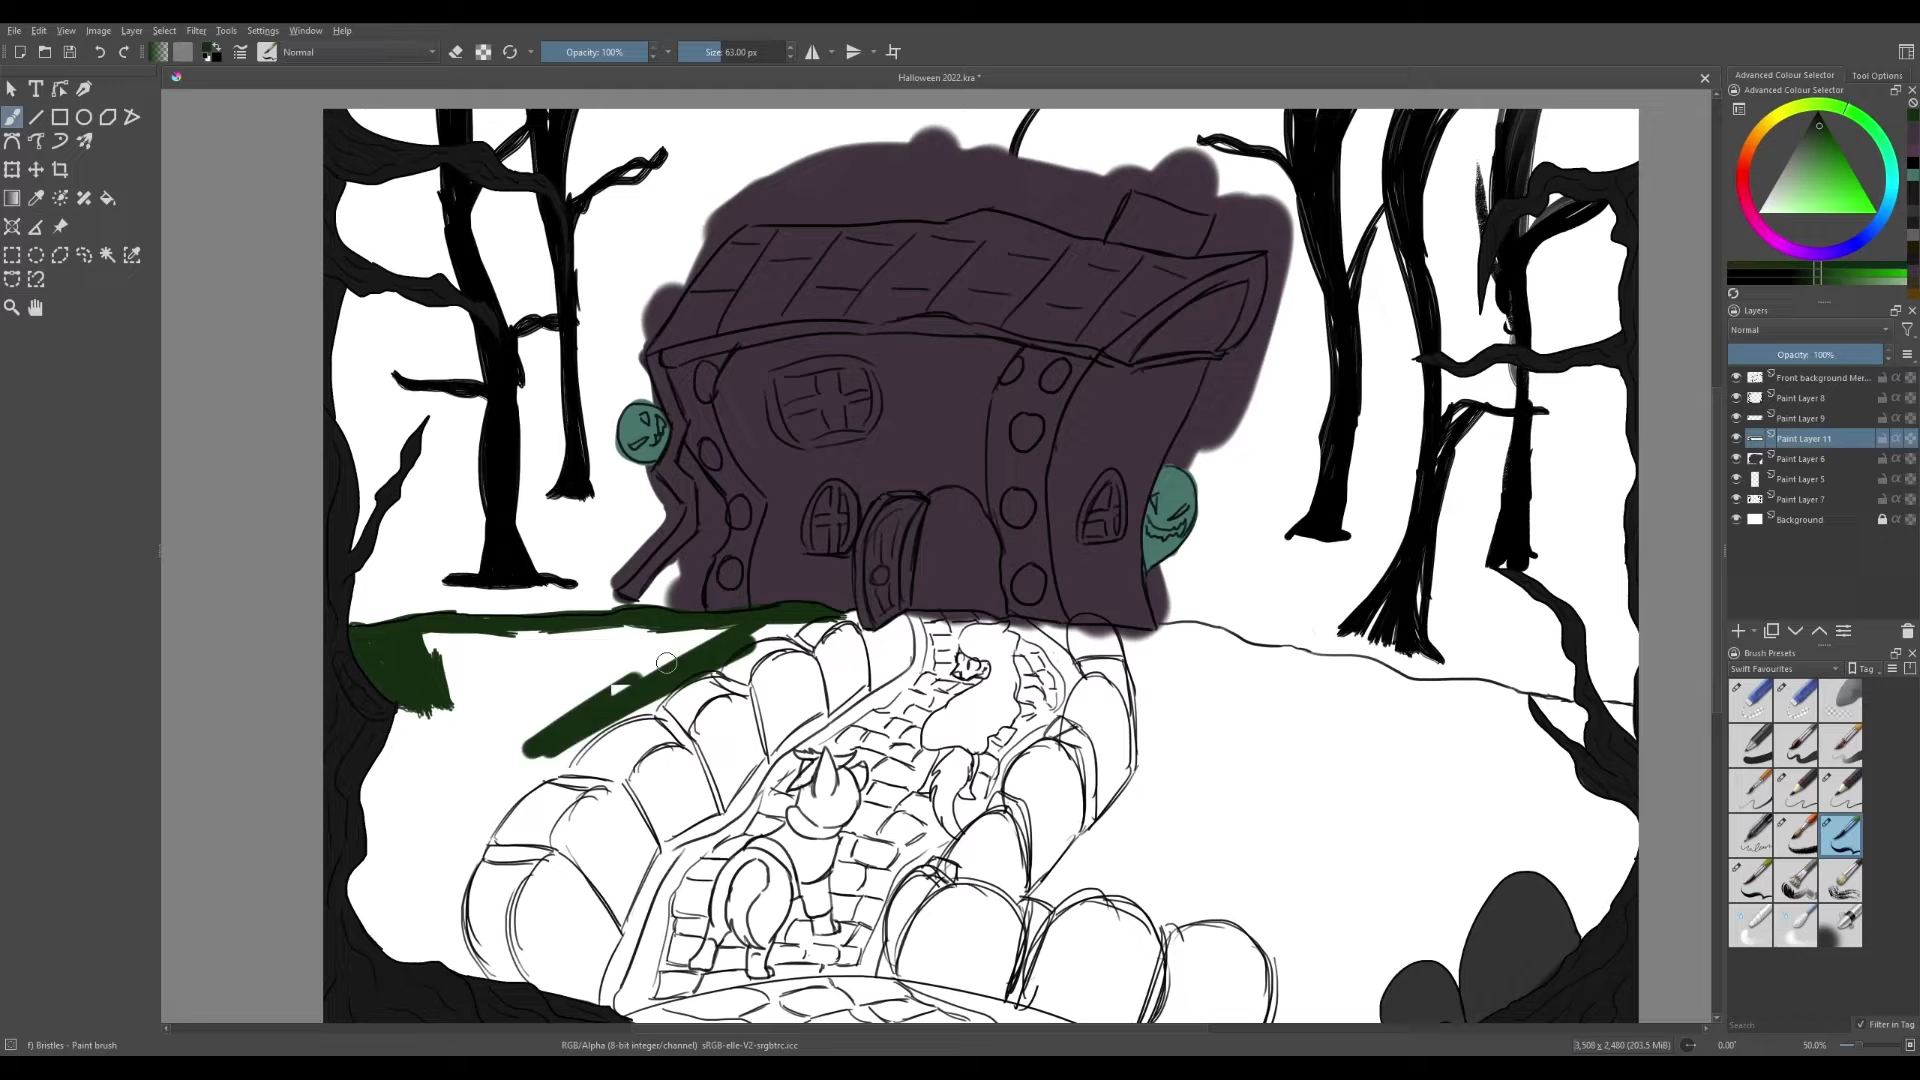 File Edit View Image Layer Select Filter Tools Settings Window Help
Normal Opacity: 100% Size: 63.00 px
Halloween 2022.kra *
Advanced Colour Selector Tool Options
Advanced Colour Selector
Layers
Normal
Opacity: 100%
Front background Mer...
Paint Layer 8
Paint Layer 9
Paint Layer 11
Paint Layer 6
Paint Layer 5
Paint Layer 7
Background
Brush Presets
Swift Favourites Tag
Search Filter in Tag
f) Bristles - Paint brush RGB/Alpha (8-bit integer/channel) sRGB-elle-V2-srgbtrc.icc 3,508 x 2,480 (203.5 MiB) 0.00° 50.0%